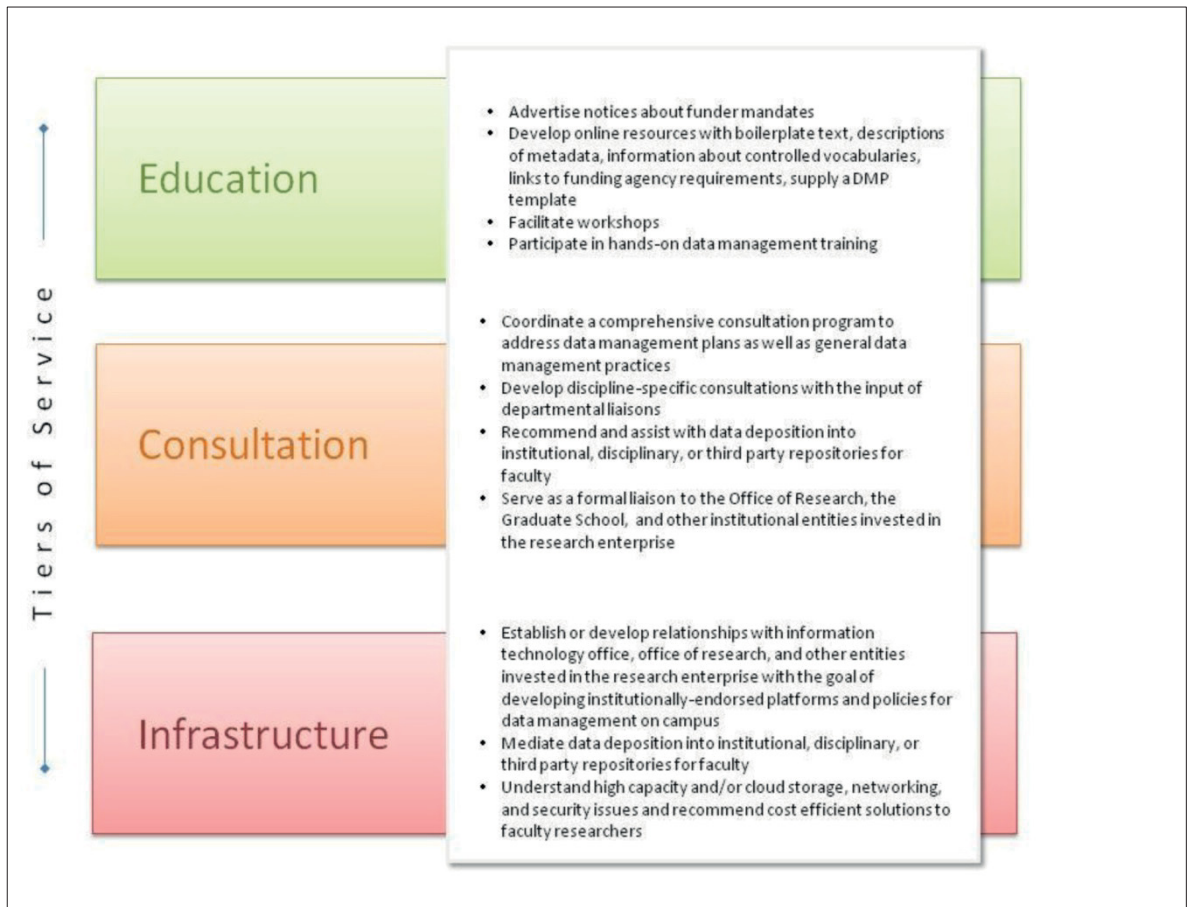 Tiers of Service
Education
• Advertise notices about funder mandates
• Develop online resources with boilerplate text, descriptions
of metadata, information about controlled vocabularies,
links to funding agency requirements, supply a DMP
template
• Facilitate workshops
• Participate in hands-on data management training
Consultation
• Coordinate a comprehensive consultation program to
address data management plans as well as general data
management practices
• Develop discipline-specific consultations with the input of
departmental liaisons
• Recommend and assist with data deposition into
institutional, disciplinary, or third party repositories for
faculty
• Serve as a formal liaison to the Office of Research, the
Graduate School, and other institutional entities invested in
the research enterprise
Infrastructure
• Establish or develop relationships with information
technology office, office of research, and other entities
invested in the research enterprise with the goal of
developing institutionally-endorsed platforms and policies for
data management on campus
• Mediate data deposition into institutional, disciplinary, or
third party repositories for faculty
• Understand high capacity and/or cloud storage, networking,
and security issues and recommend cost efficient solutions to
faculty researchers